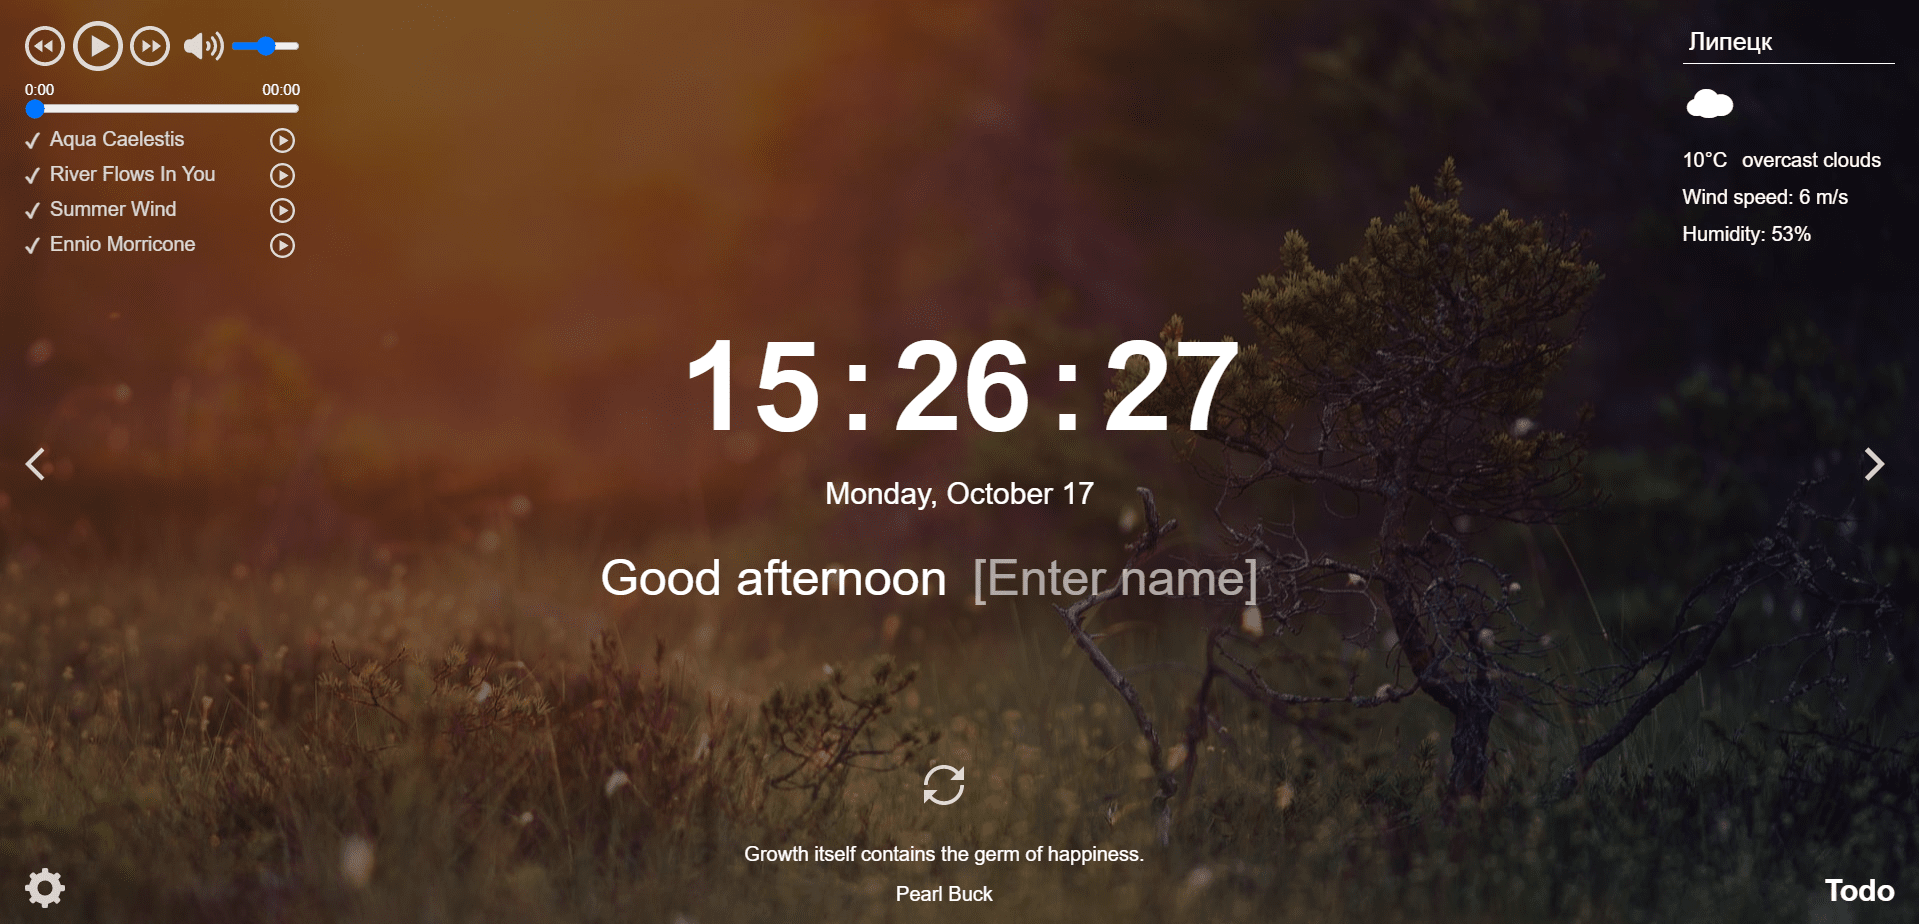 0:00 00:00
Aqua Caelestis
River Flows In You
Summer Wind
Ennio Morricone
Липецк
10°C overcast clouds
Wind speed: 6 m/s
Humidity: 53%
15:26:27
Monday, October 17
Good afternoon [Enter name]
Growth itself contains the germ of happiness.
Pearl Buck
Todo